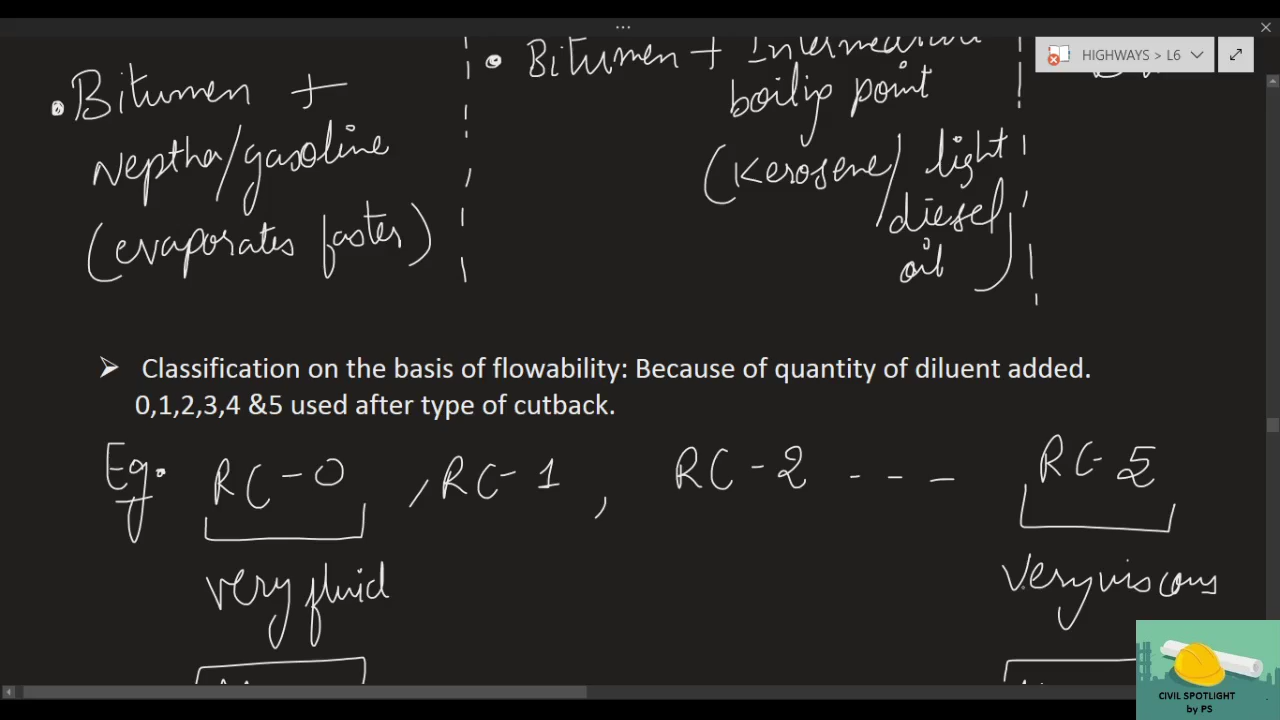 HIGHWAYS > L6
Bitumen + Intermediate
boilip point
(Kerosene/ light
diesel
oil)
Bitumen +
Neptha/gasoline
(evaporates faster)
➢ Classification on the basis of flowability: Because of quantity of diluent added.
0,1,2,3,4 &5 used after type of cutback.
Eg. RC-0, RC-1, RC-2 - - - RC-5
very fluid
Very viscous
CIVIL SPOTLIGHT
by PS